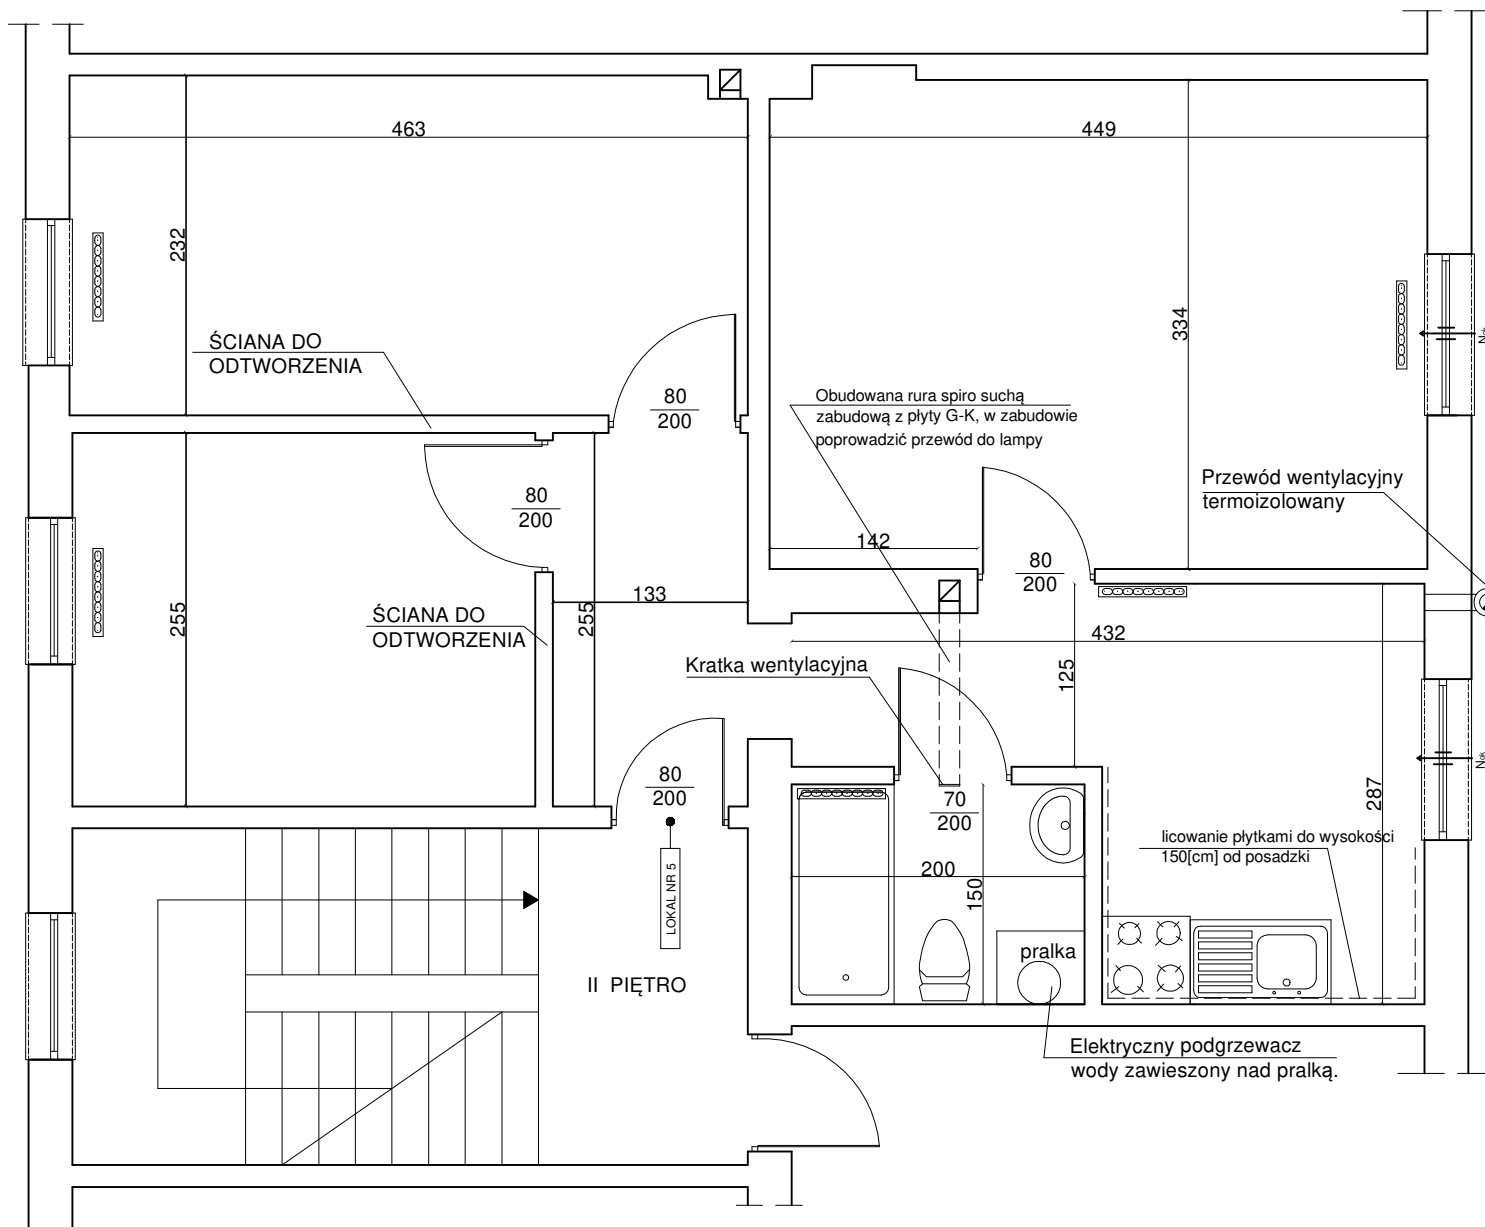 463
449
232
334
ŚCIANA DO
ODTWORZENIA
80
200
Obudowana rura spiro suchą
zabudową z płyty G-K, w zabudowie
poprowadzić przewód do lampy
Przewód wentylacyjny
termoizolowany
80
200
142
80
200
133
255
255
ŚCIANA DO
ODTWORZENIA
432
125
Kratka wentylacyjna
80
200
70
200
287
licowanie płytkami do wysokości
150[cm] od posadzki
200
150
LOKAL NR 5
pralka
II PIĘTRO
Elektryczny podgrzewacz
wody zawieszony nad pralką.